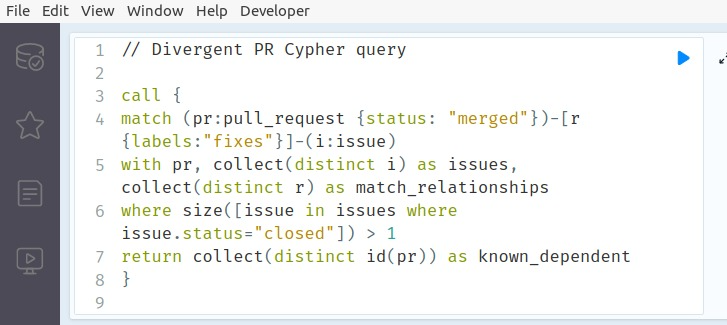 File Edit View Window Help Developer
1 // Divergent PR Cypher query
2
3 call {
4 match (pr:pull_request {status: "merged"})-[r
{labels:"fixes"}]-(i:issue)
5 with pr, collect(distinct i) as issues,
collect(distinct r) as match_relationships
6 where size([issue in issues where
issue.status="closed"]) > 1
7 return collect(distinct id(pr)) as known_dependent
8 }
9